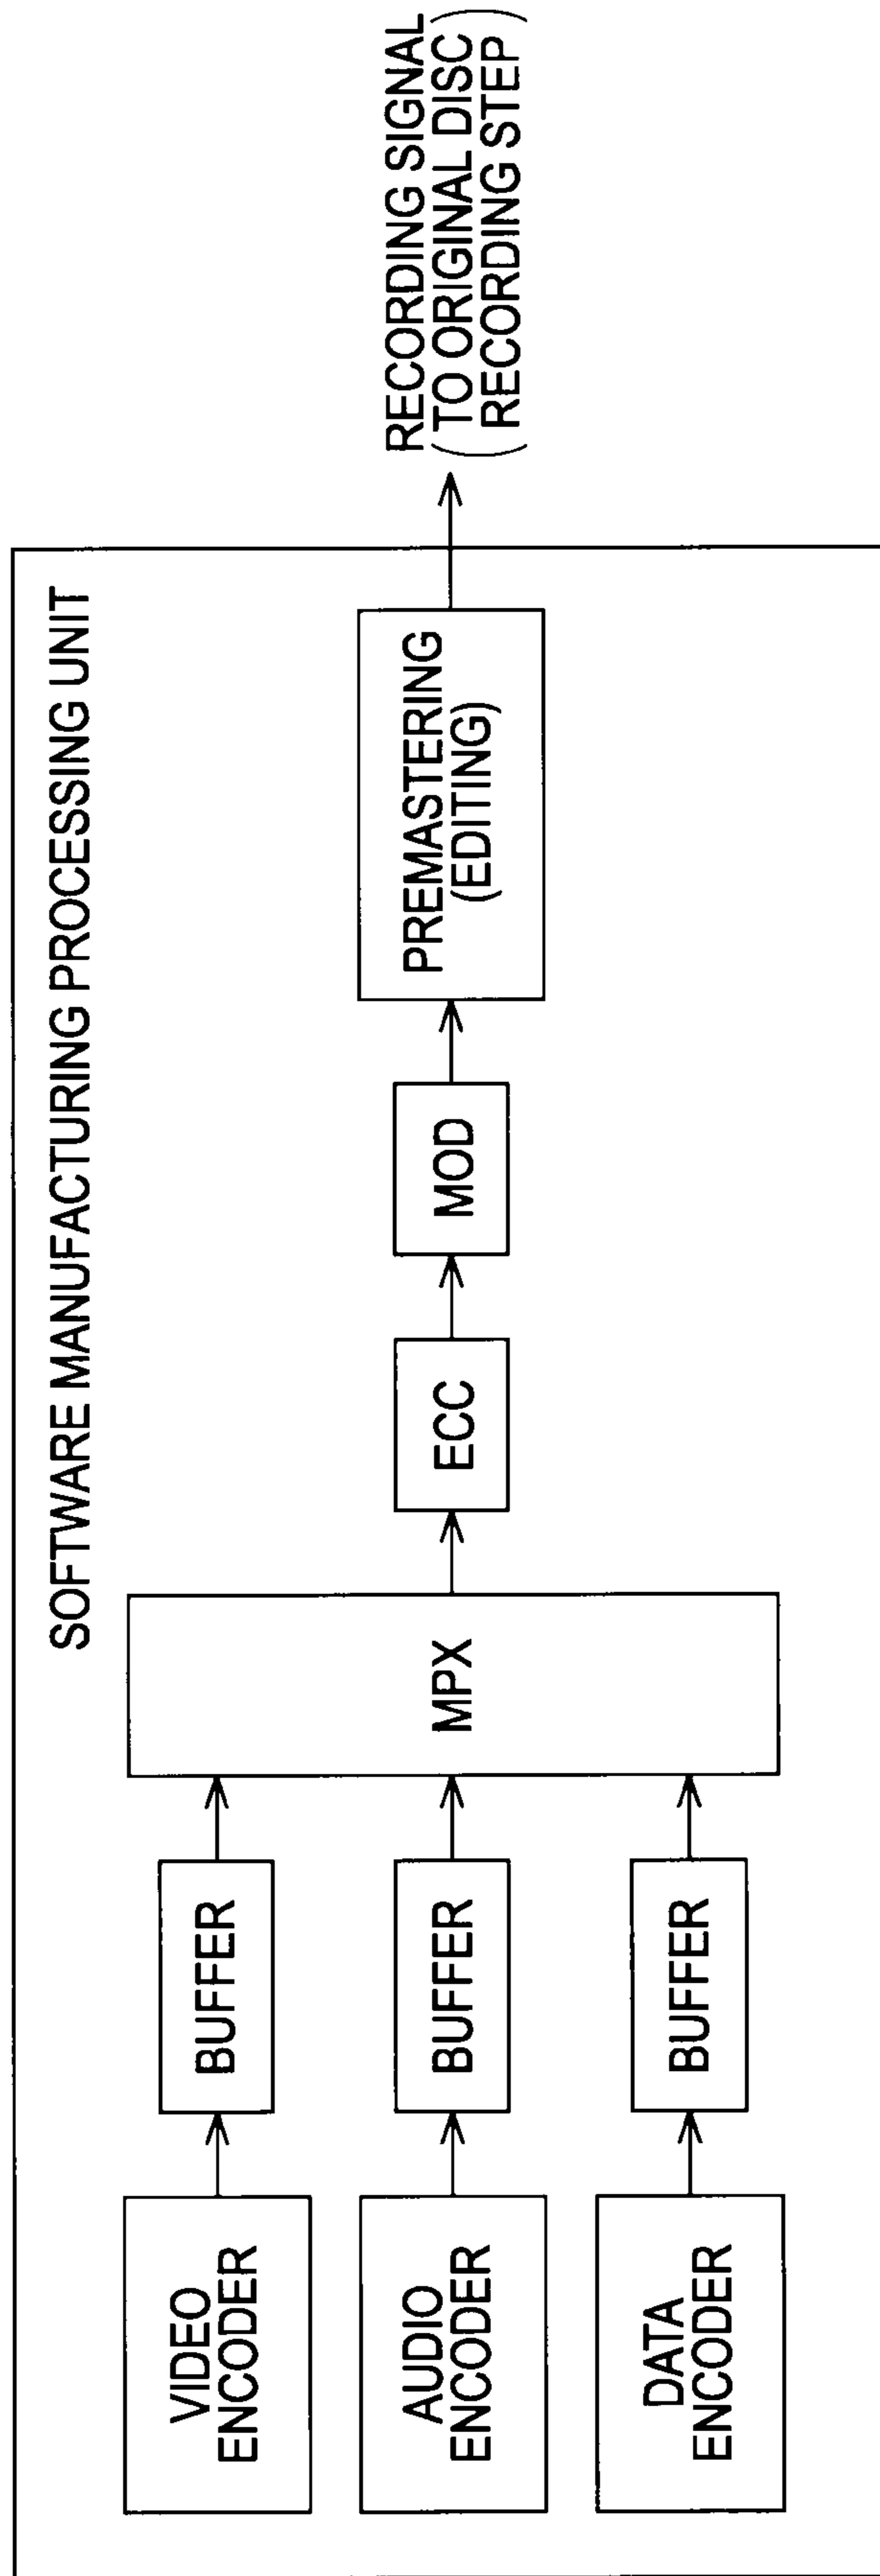 SOFTWARE MANUFACTURING PROCESSING UNIT
VIDEO
ENCODER
BUFFER
AUDIO
ENCODER
BUFFER
DATA
ENCODER
BUFFER
MPX
ECC
MOD
PREMASTERING
(EDITING)
RECORDING SIGNAL
(TO ORIGINAL DISC
RECORDING STEP)